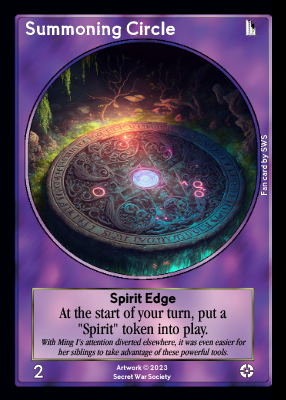 Summoning Circle
Fan card by SWS
Spirit Edge
At the start of your turn, put a
"Spirit" token into play.
With Ming I's attention diverted elsewhere, it was even easier for
her siblings to take advantage of these powerful tools.
2
Artwork © 2023
Secret War Society